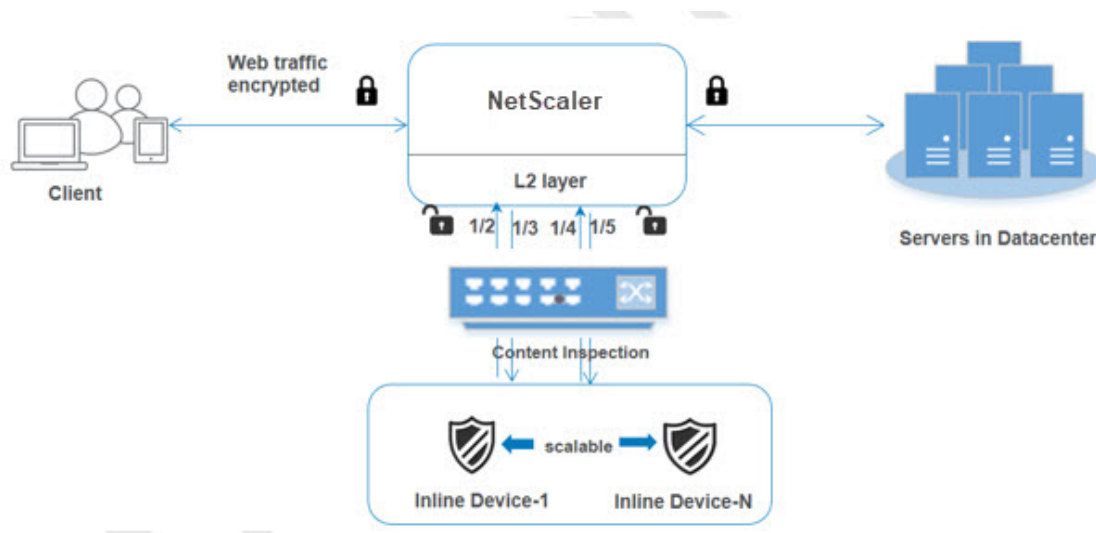 Web traffic
encrypted
NetScaler
L2 layer
Client
1/2 1/3 1/4 1/5
Servers in Datacenter
Content Inspection
scalable
Inline Device-1
Inline Device-N